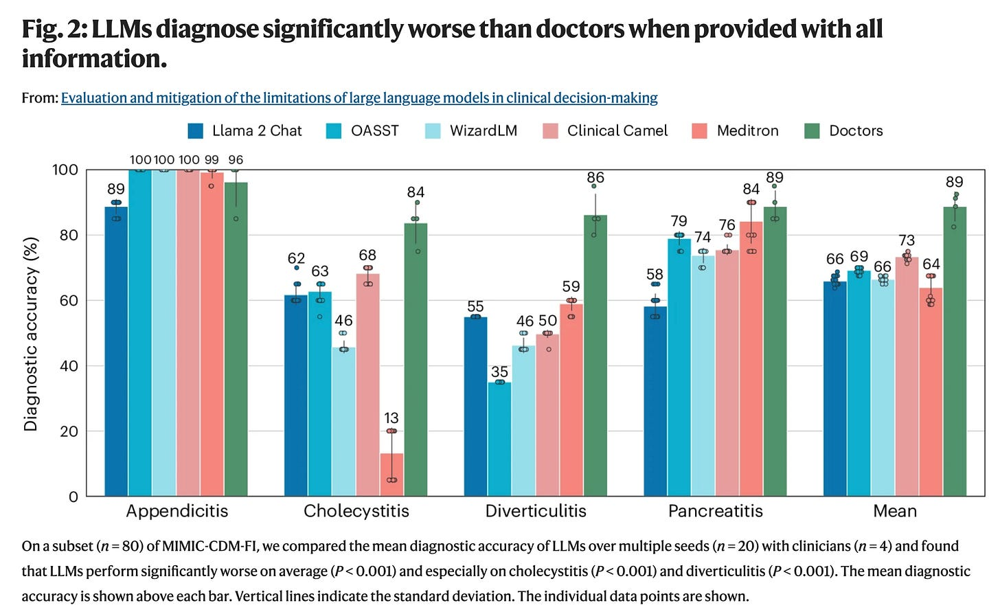 Fig. 2: LLMs diagnose significantly worse than doctors when provided with all
information.
From: Evaluation and mitigation of the limitations of large language models in clinical decision-making
Llama 2 Chat OASST WizardLM Clinical Camel Meditron Doctors
Diagnostic accuracy (%)
100
80
60
40
20
0
89 100 100 100 99 96
62 63 46 68 13 84
55 35 46 50 59 86
58 79 74 76 84 89
66 69 66 73 64 89
Appendicitis Cholecystitis Diverticulitis Pancreatitis Mean
On a subset (n = 80) of MIMIC-CDM-FI, we compared the mean diagnostic accuracy of LLMs over multiple seeds (n = 20) with clinicians (n = 4) and found
that LLMs perform significantly worse on average (P < 0.001) and especially on cholecystitis (P < 0.001) and diverticulitis (P < 0.001). The mean diagnostic
accuracy is shown above each bar. Vertical lines indicate the standard deviation. The individual data points are shown.